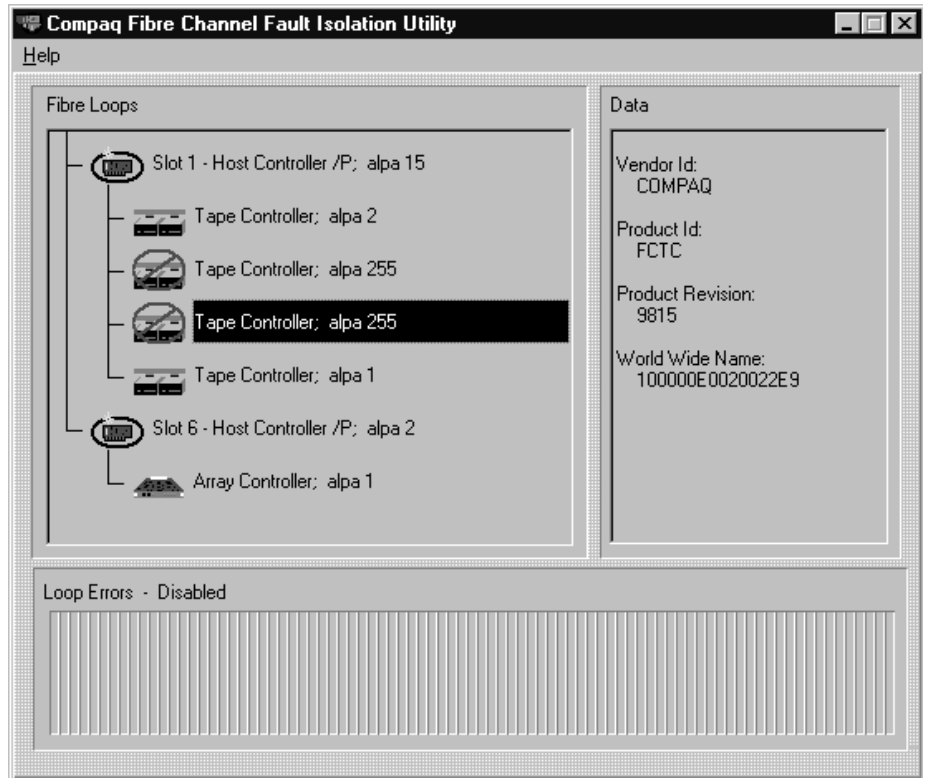 Compaq Fibre Channel Fault Isolation Utility
Help
Fibre Loops
Slot 1 - Host Controller /P; alpa 15
Tape Controller; alpa 2
Tape Controller; alpa 255
Tape Controller; alpa 255
Tape Controller; alpa 1
Slot 6 - Host Controller /P; alpa 2
Array Controller; alpa 1
Data
Vendor Id:
COMPAQ
Product Id:
FCTC
Product Revision:
9815
World Wide Name:
100000E0020022E9
Loop Errors - Disabled